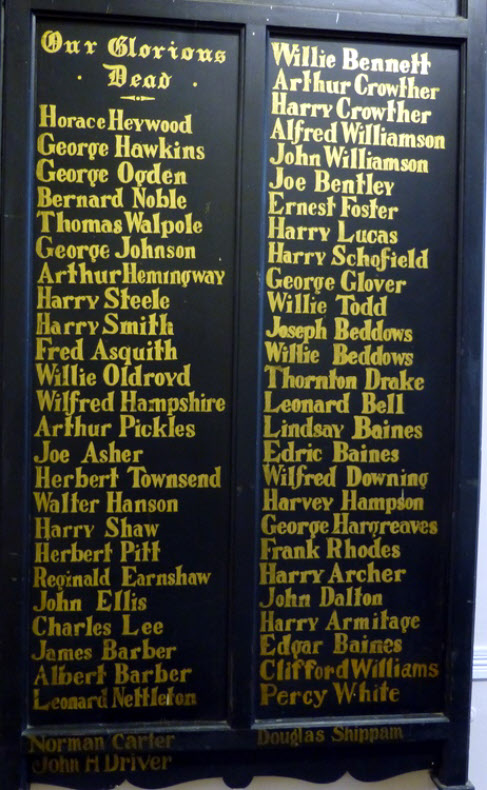 Our Glorious
Dead
Horace Heywood
George Hawkins
George Ogden
Bernard Noble
Thomas Walpole
George Johnson
Arthur Hemingway
Harry Steele
Harry Smith
Fred Asquith
Willie Oldroyd
Wilfred Hampshire
Arthur Pickles
Joe Asher
Herbert Townsend
Walter Hanson
Harry Shaw
Herbert Pitt
Reginald Earnshaw
John Ellis
Charles Lee
James Barber
Albert Barber
Leonard Nettleton
Norman Carter
John H Driver
Willie Bennett
Arthur Crowther
Harry Crowther
Alfred Williamson
John Williamson
Joe Bentley
Ernest Foster
Harry Lucas
Harry Schofield
George Glover
Willie Todd
Joseph Beddows
Willie Beddows
Thornton Drake
Leonard Bell
Lindsay Baines
Edric Baines
Wilfred Downing
Harvey Hampson
George Hargreaves
Frank Rhodes
Harry Archer
John Dalton
Harry Armitage
Edgar Baines
Clifford Williams
Percy White
Douglas Shippam